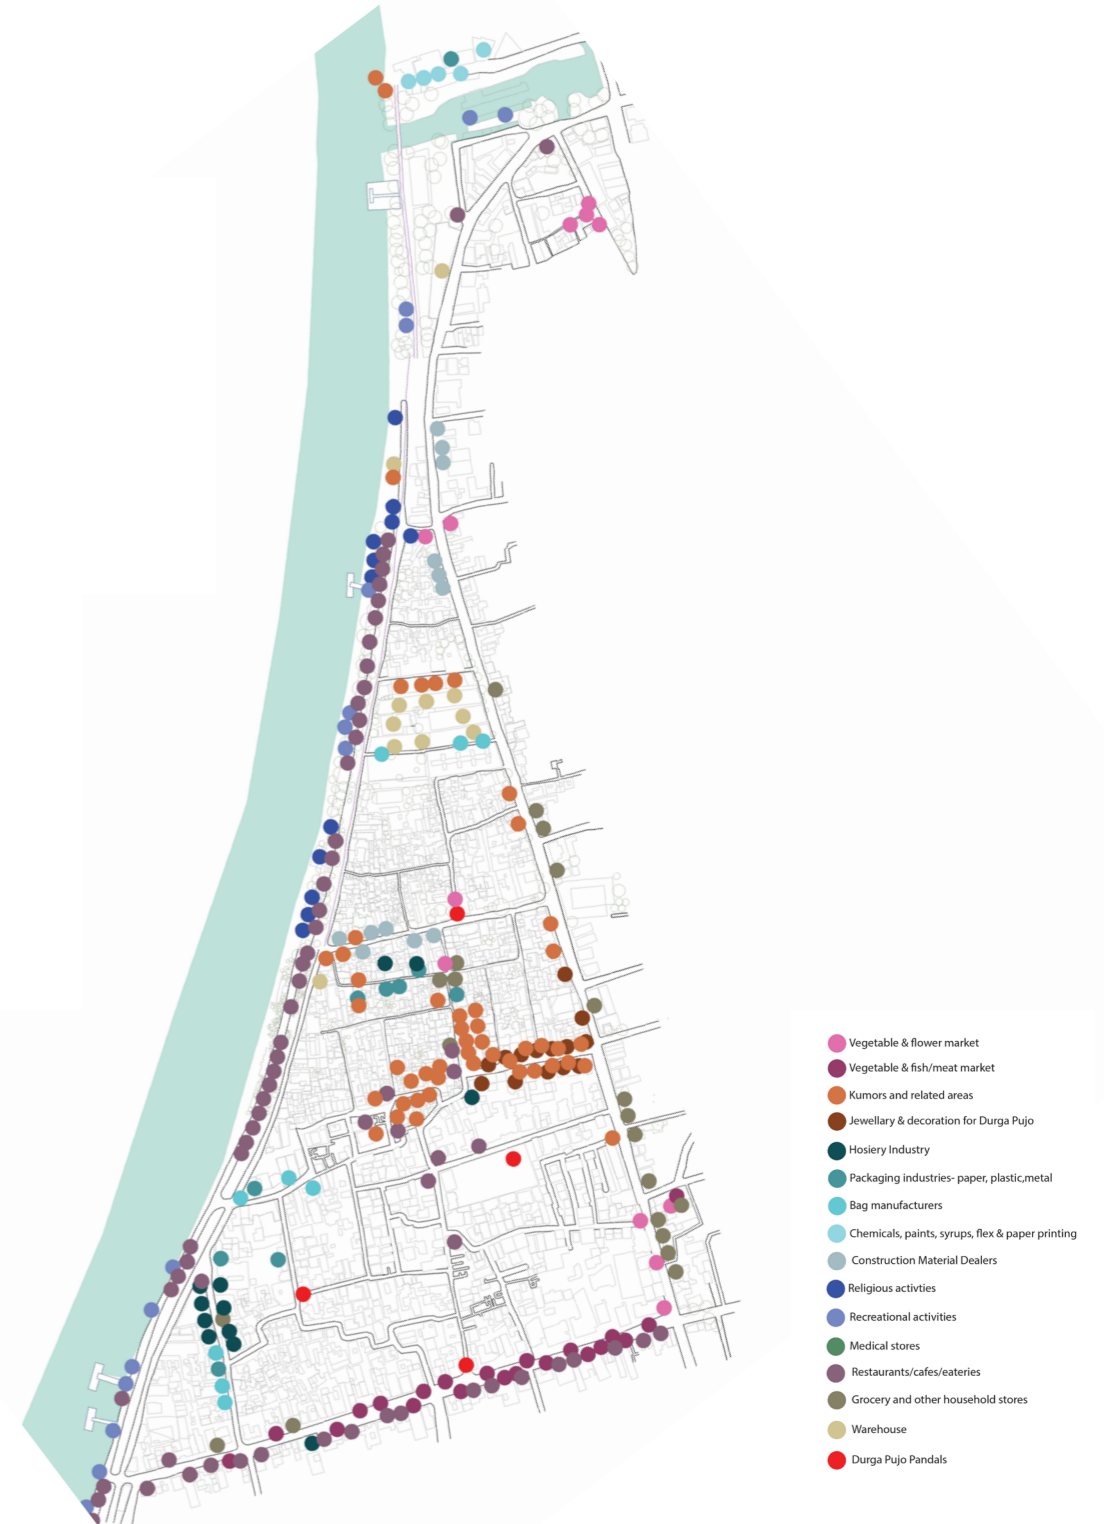 Vegetable & flower market
Vegetable & fish/meat market
Kumors and related areas
Jewellary & decoration for Durga Pujo
Hosiery Industry
Packaging industries- paper, plastic,metal
Bag manufacturers
Chemicals, paints, syrups, flex & paper printing
Construction Material Dealers
Religious activties
Recreational activities
Medical stores
Restaurants/cafes/eateries
Grocery and other household stores
Warehouse
Durga Pujo Pandals